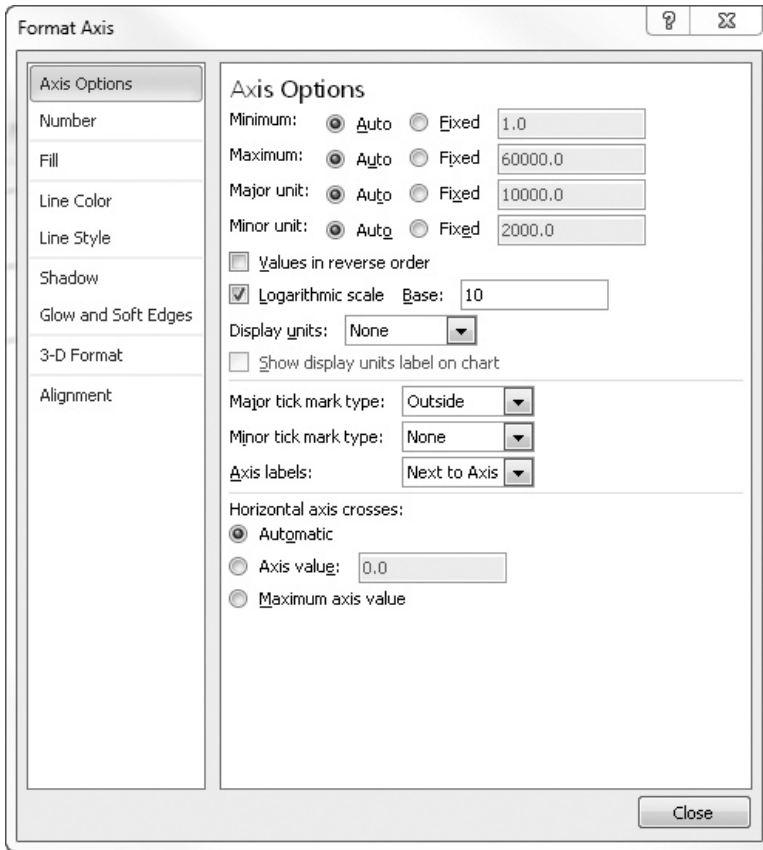 Format Axis
Axis Options
Number
Fill
Line Color
Line Style
Shadow
Glow and Soft Edges
3-D Format
Alignment
Axis Options
Minimum: Auto Fixed 1.0
Maximum: Auto Fixed 60000.0
Major unit: Auto Fixed 10000.0
Minor unit: Auto Fixed 2000.0
Values in reverse order
Logarithmic scale Base: 10
Display units: None
Show display units label on chart
Major tick mark type: Outside
Minor tick mark type: None
Axis labels: Next to Axis
Horizontal axis crosses:
Automatic
Axis value: 0.0
Maximum axis value
Close